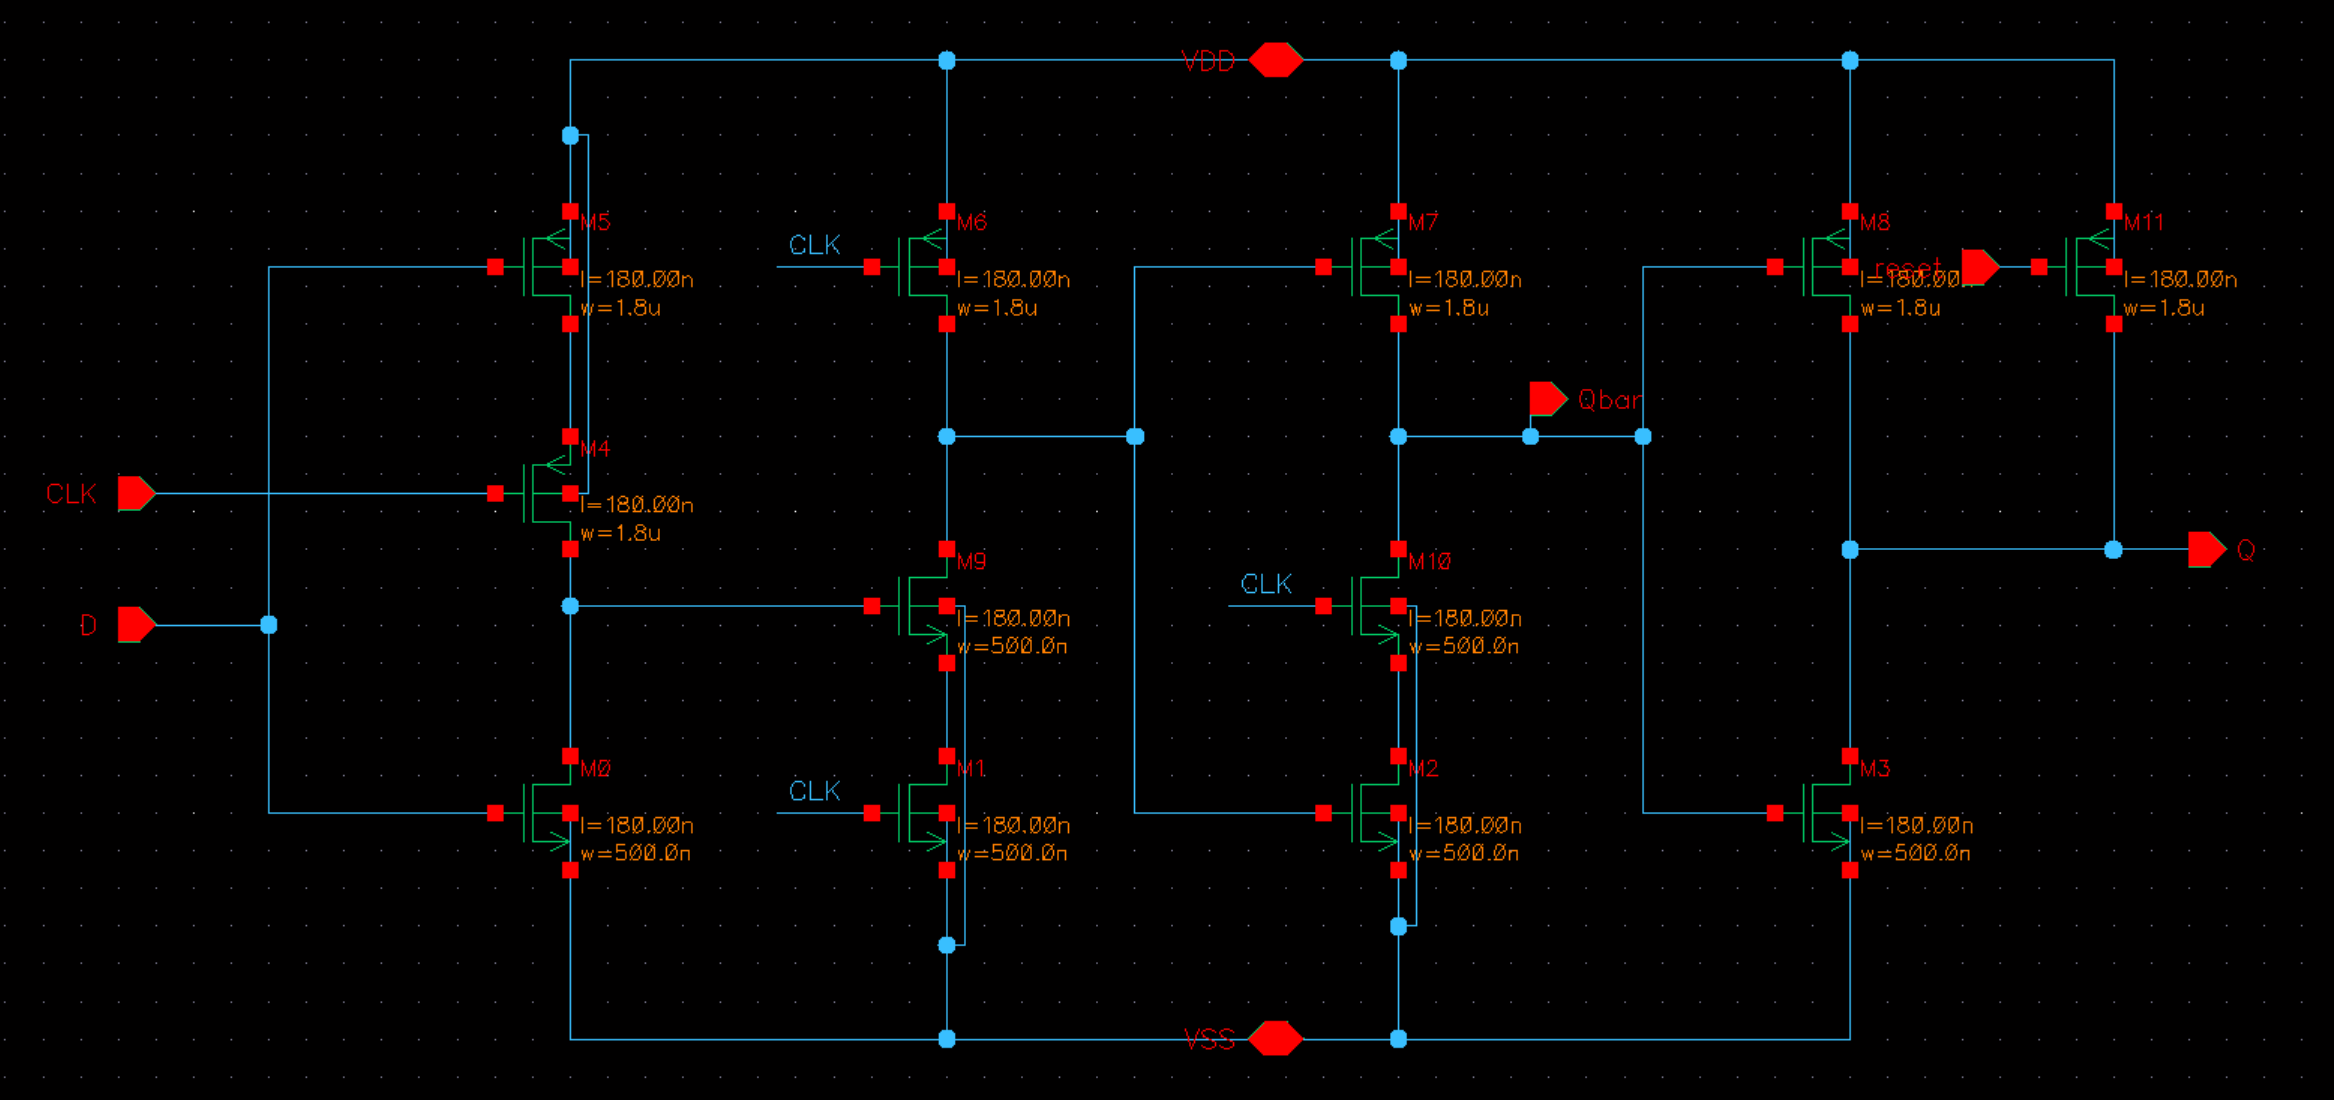 VDD
M5
l=180.00n
w=1.8u
CLK
M6
l=180.00n
w=1.8u
M7
l=180.00n
w=1.8u
M8
l=180.00
w=1.8u
reset
M11
l=180.00n
w=1.8u
Qbar
CLK
M4
l=180.00n
w=1.8u
M9
l=180.00n
w=500.0n
CLK
M10
l=180.00n
w=500.0n
Q
D
M0
l=180.00n
w=500.0n
CLK
M1
l=180.00n
w=500.0n
M2
l=180.00n
w=500.0n
M3
l=180.00n
w=500.0n
VSS